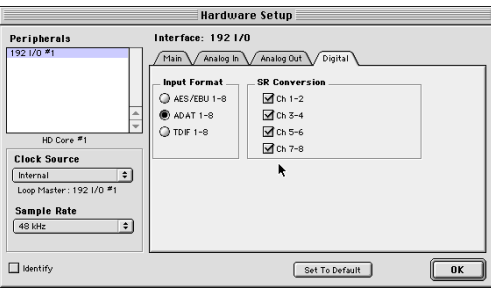 Hardware Setup
Peripherals
192 I/O #1
HD Core #1
Clock Source
Internal
Loop Master: 192 I/O #1
Sample Rate
48 kHz
Identify
Interface: 192 I/O
Main
Analog In
Analog Out
Digital
Input Format
AES/EBU 1-8
ADAT 1-8
TDIF 1-8
SR Conversion
Ch 1-2
Ch 3-4
Ch 5-6
Ch 7-8
Set To Default
OK